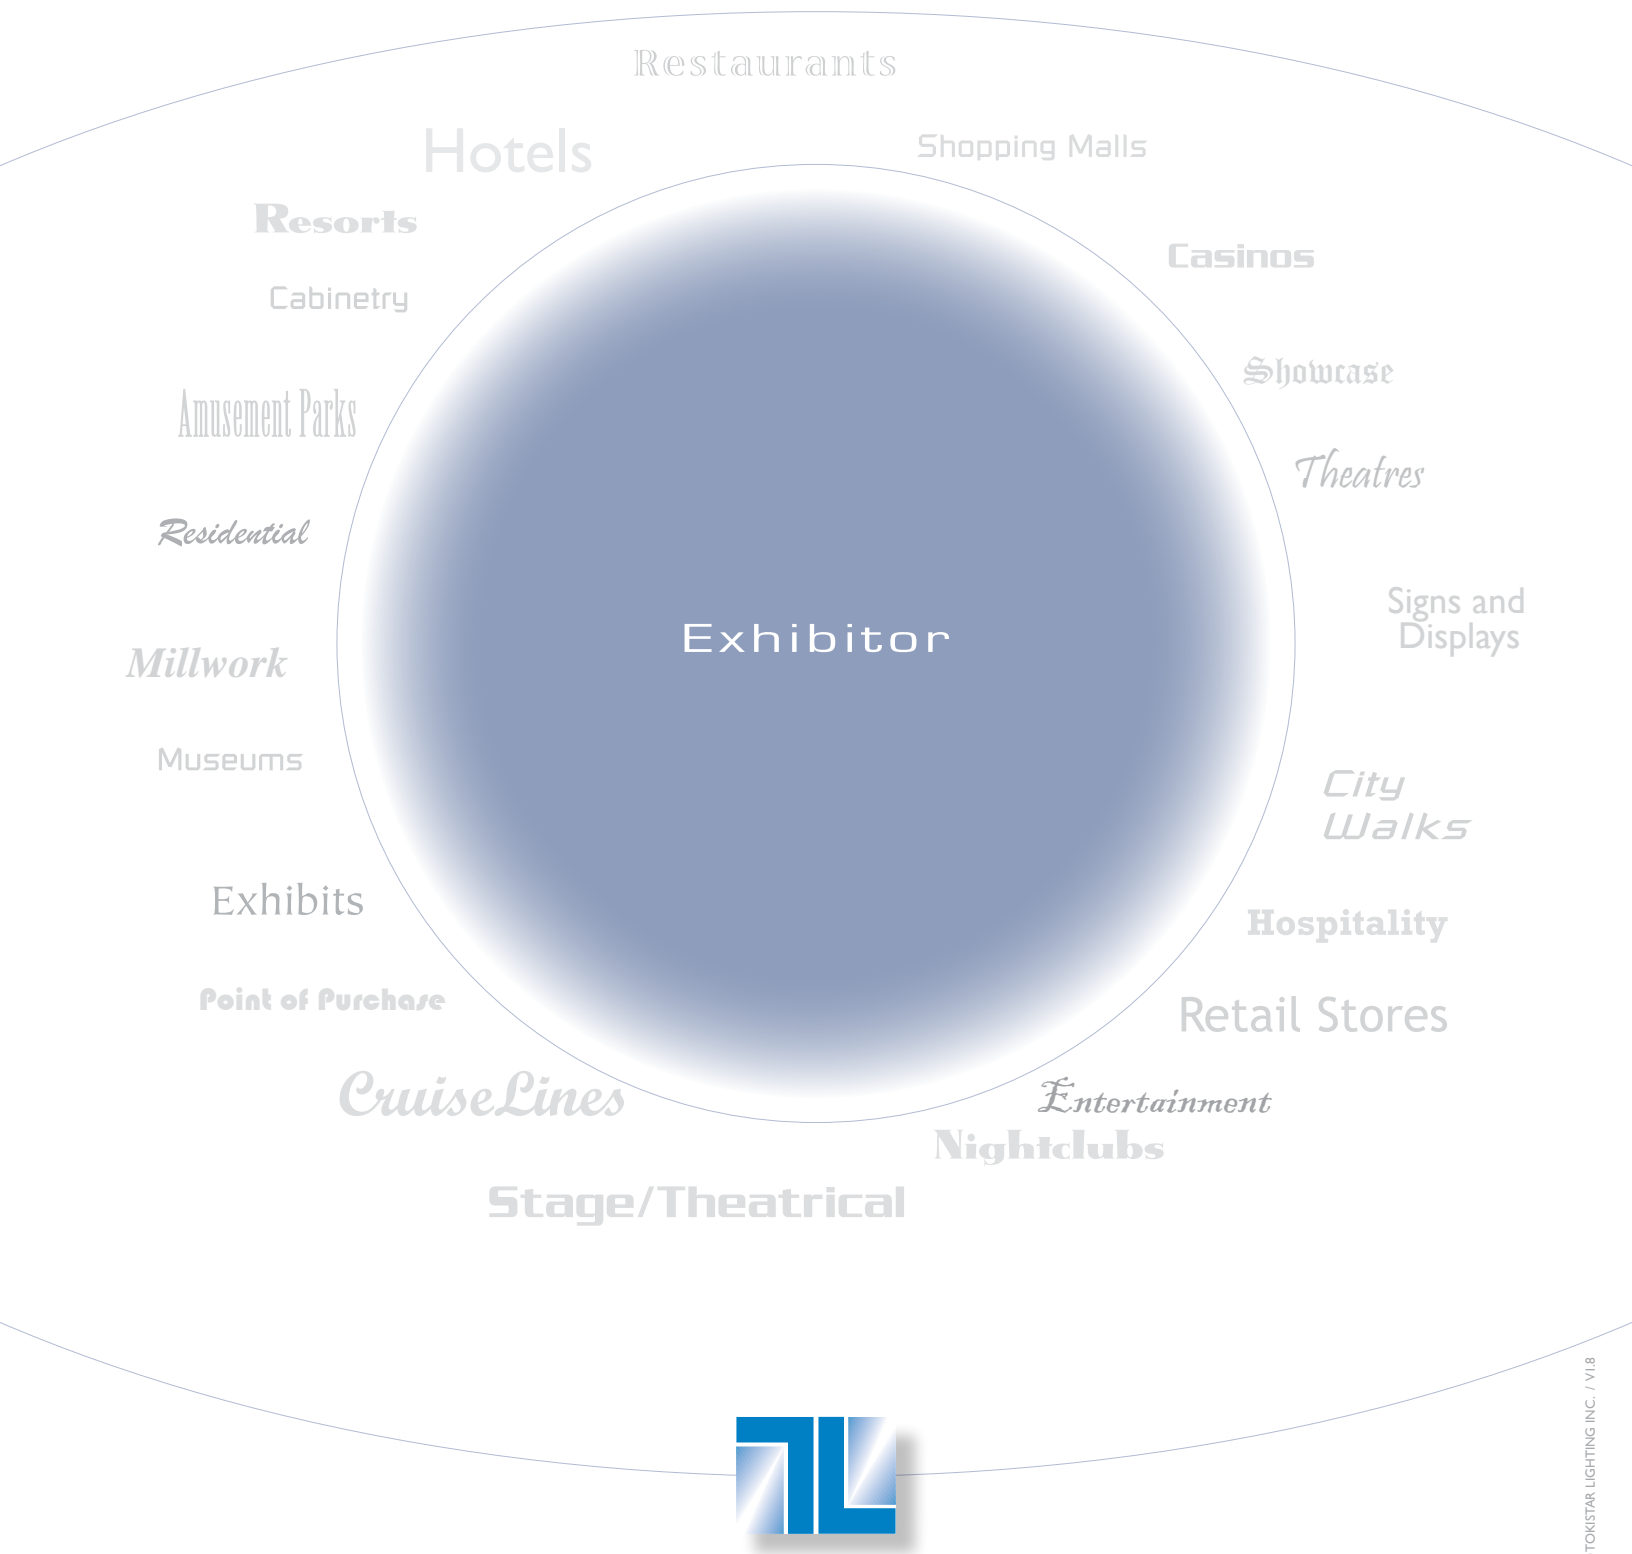 Restaurants
Hotels
Shopping Malls
Resorts
Casinos
Cabinetry
Showcase
Amusement Parks
Theatres
Residential
Signs and
Displays
Exhibitor
Millwork
Museums
City
Walks
Exhibits
Hospitality
Point of Purchase
Retail Stores
CruiseLines
Entertainment
Nightclubs
Stage/Theatrical
TOKISTAR LIGHTING INC. / V1.8